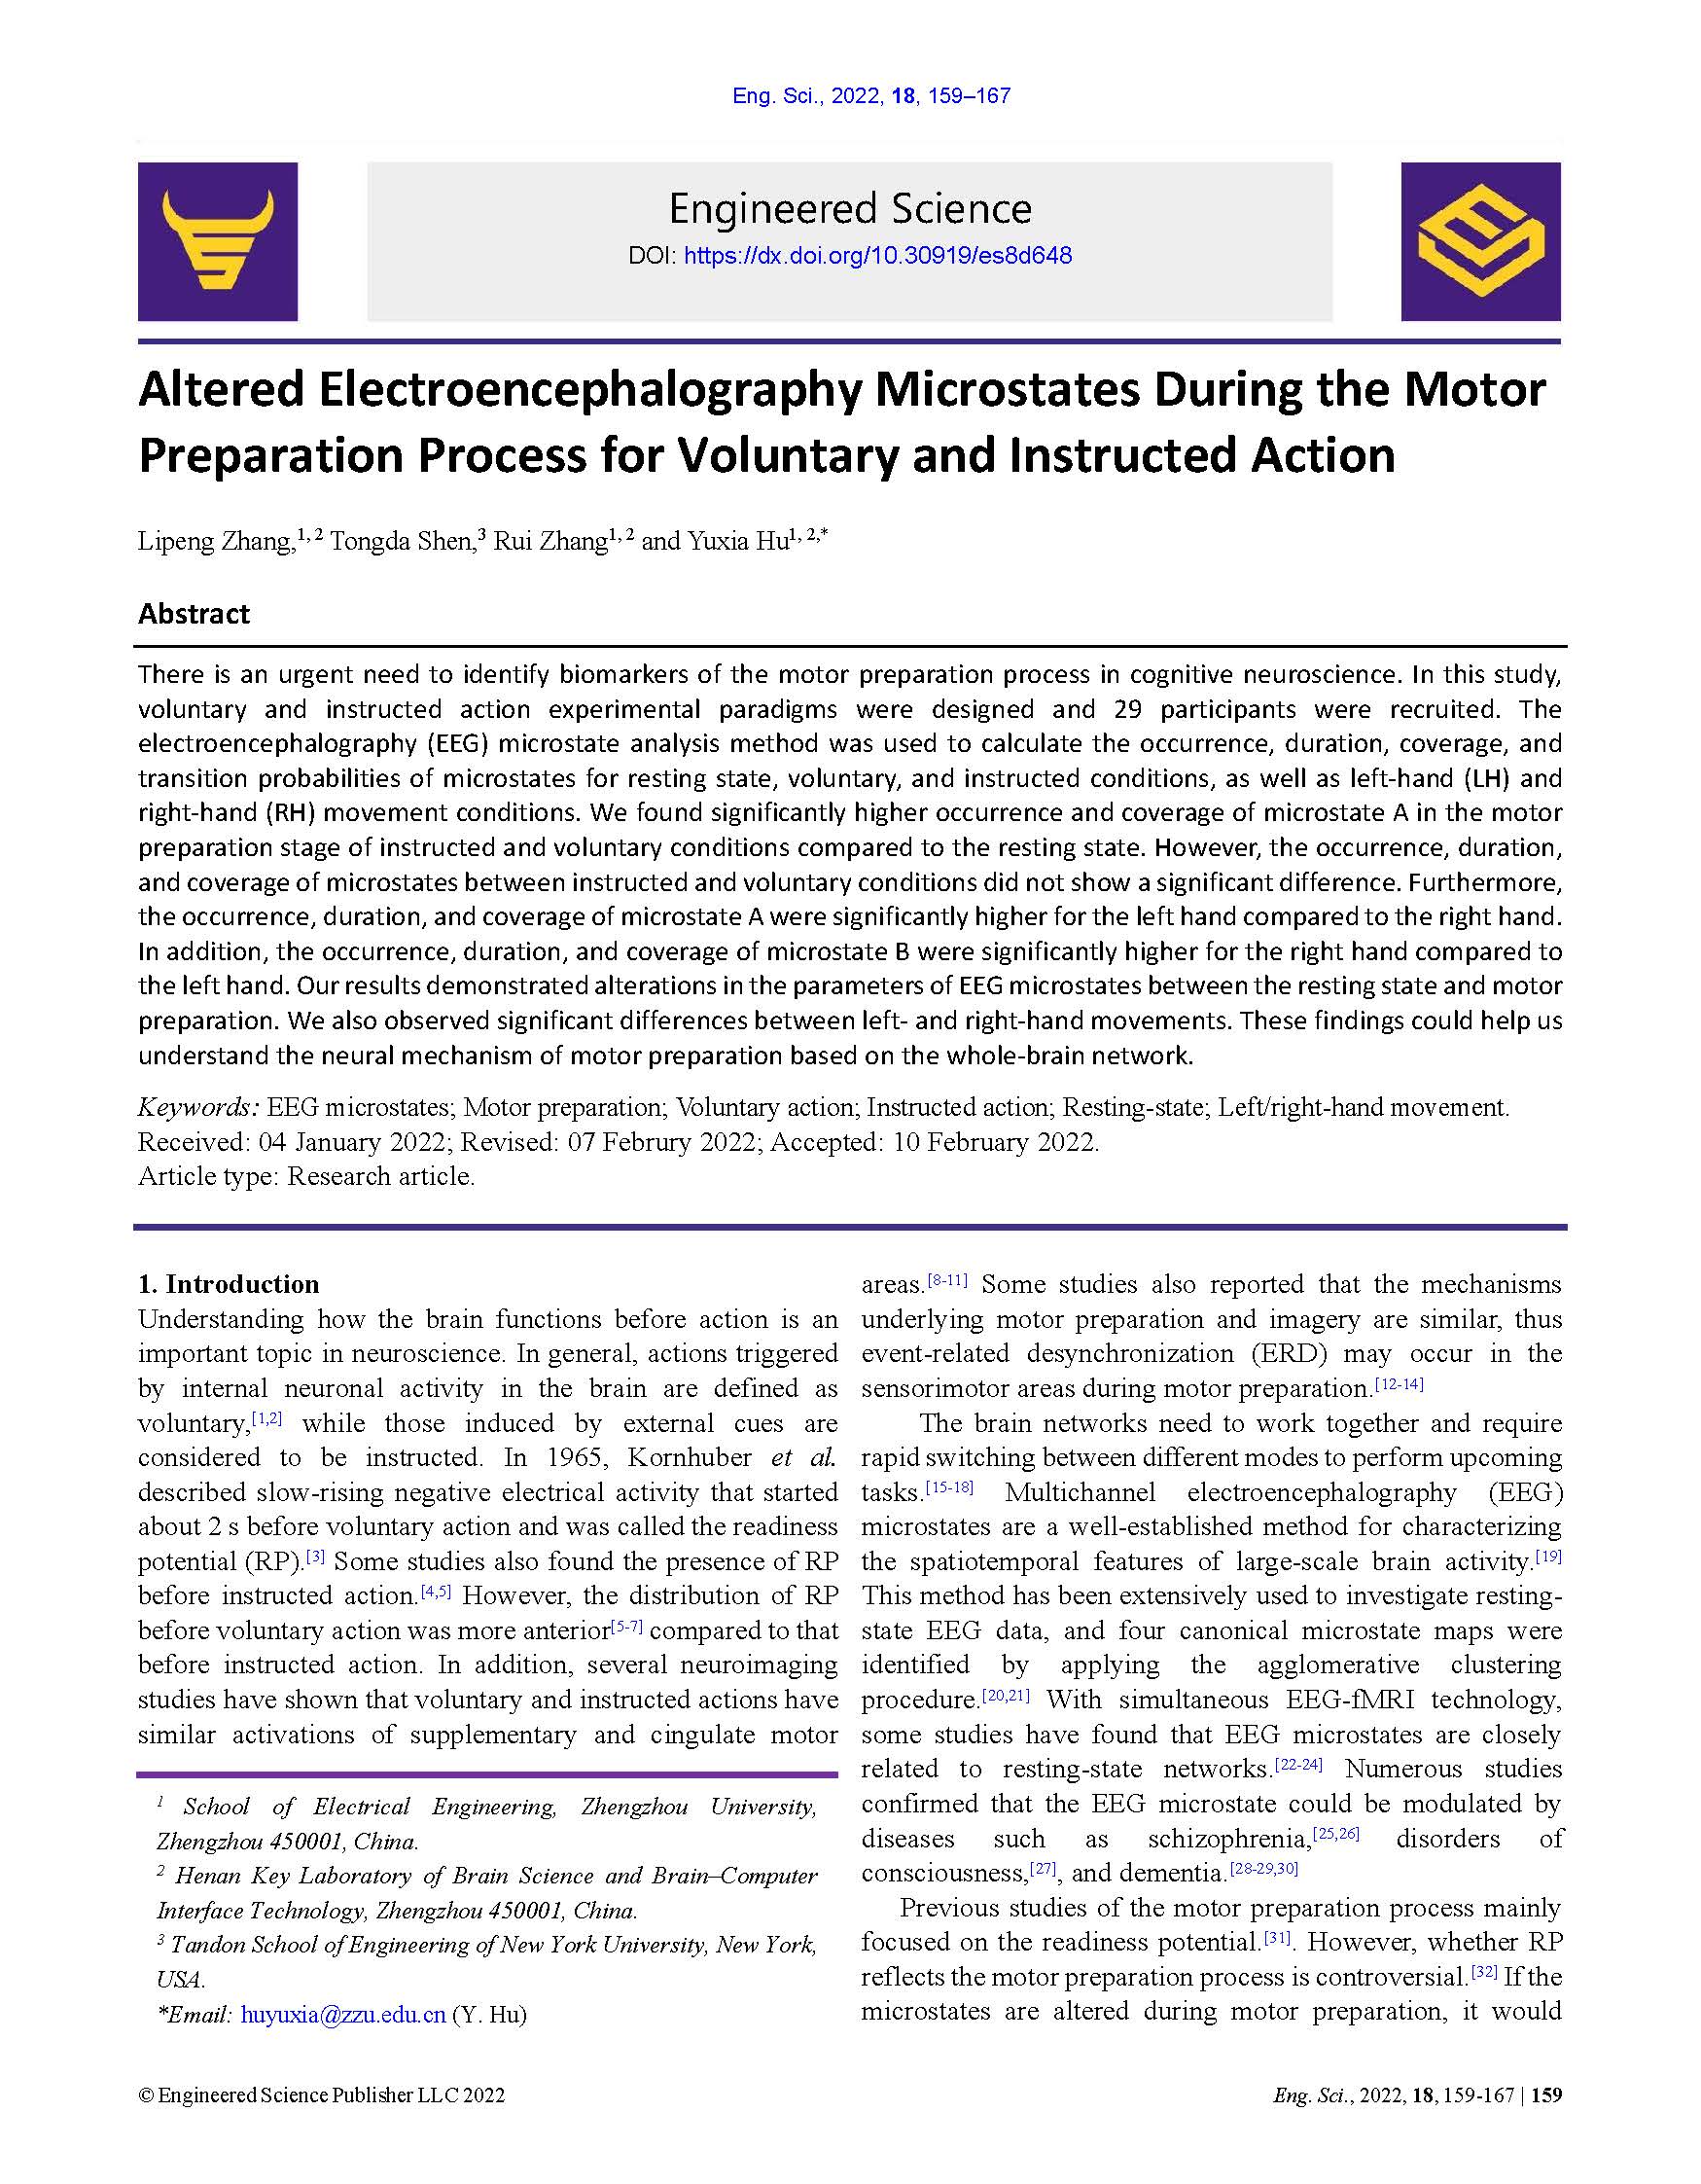 Eng. Sci., 2022, 18, 159–167
Engineered Science
DOI: https://dx.doi.org/10.30919/es8d648
Altered Electroencephalography Microstates During the Motor
Preparation Process for Voluntary and Instructed Action
Lipeng Zhang,1, 2 Tongda Shen,3 Rui Zhang1, 2 and Yuxia Hu1, 2,*
Abstract
There is an urgent need to identify biomarkers of the motor preparation process in cognitive neuroscience. In this study,
voluntary and instructed action experimental paradigms were designed and 29 participants were recruited. The
electroencephalography (EEG) microstate analysis method was used to calculate the occurrence, duration, coverage, and
transition probabilities of microstates for resting state, voluntary, and instructed conditions, as well as left-hand (LH) and
right-hand (RH) movement conditions. We found significantly higher occurrence and coverage of microstate A in the motor
preparation stage of instructed and voluntary conditions compared to the resting state. However, the occurrence, duration,
and coverage of microstates between instructed and voluntary conditions did not show a significant difference. Furthermore,
the occurrence, duration, and coverage of microstate A were significantly higher for the left hand compared to the right hand.
In addition, the occurrence, duration, and coverage of microstate B were significantly higher for the right hand compared to
the left hand. Our results demonstrated alterations in the parameters of EEG microstates between the resting state and motor
preparation. We also observed significant differences between left- and right-hand movements. These findings could help us
understand the neural mechanism of motor preparation based on the whole-brain network.
Keywords: EEG microstates; Motor preparation; Voluntary action; Instructed action; Resting-state; Left/right-hand movement.
Received: 04 January 2022; Revised: 07 Februry 2022; Accepted: 10 February 2022.
Article type: Research article.
1. Introduction
Understanding how the brain functions before action is an
important topic in neuroscience. In general, actions triggered
by internal neuronal activity in the brain are defined as
voluntary,[1,2] while those induced by external cues are
considered to be instructed. In 1965, Kornhuber et al.
described slow-rising negative electrical activity that started
about 2 s before voluntary action and was called the readiness
potential (RP).[3] Some studies also found the presence of RP
before instructed action.[4,5] However, the distribution of RP
before voluntary action was more anterior[5-7] compared to that
before instructed action. In addition, several neuroimaging
studies have shown that voluntary and instructed actions have
similar activations of supplementary and cingulate motor
1 School of Electrical Engineering, Zhengzhou University,
Zhengzhou 450001, China.
2 Henan Key Laboratory of Brain Science and Brain–Computer
Interface Technology, Zhengzhou 450001, China.
3 Tandon School of Engineering of New York University, New York,
USA.
*Email: huyuxia@zzu.edu.cn (Y. Hu)
areas.[8-11] Some studies also reported that the mechanisms
underlying motor preparation and imagery are similar, thus
event-related desynchronization (ERD) may occur in the
sensorimotor areas during motor preparation.[12-14]
The brain networks need to work together and require
rapid switching between different modes to perform upcoming
tasks.[15-18] Multichannel electroencephalography (EEG)
microstates are a well-established method for characterizing
the spatiotemporal features of large-scale brain activity.[19]
This method has been extensively used to investigate resting-
state EEG data, and four canonical microstate maps were
identified by applying the agglomerative clustering
procedure.[20,21] With simultaneous EEG-fMRI technology,
some studies have found that EEG microstates are closely
related to resting-state networks.[22-24] Numerous studies
confirmed that the EEG microstate could be modulated by
diseases such as schizophrenia,[25,26] disorders of
consciousness,[27], and dementia.[28-29,30]
Previous studies of the motor preparation process mainly
focused on the readiness potential.[31]. However, whether RP
reflects the motor preparation process is controversial.[32] If the
microstates are altered during motor preparation, it would
© Engineered Science Publisher LLC 2022
Eng. Sci., 2022, 18, 159-167 | 159